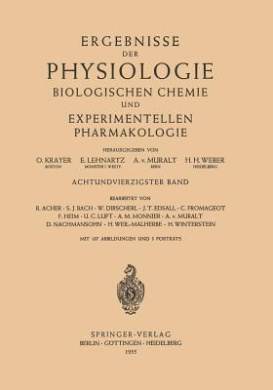 ERGEBNISSE
DER
PHYSIOLOGIE
BIOLOGISCHEN CHEMIE
UND
EXPERIMENTELLEN
PHARMAKOLOGIE
HERAUSGEGEBEN VON
O. KRAYER E. LEHNARTZ A. v. MURALT H. H. WEBER
BOSTON MÜNSTER I. WESTF. BERN HEIDELBERG
ACHTUNDVIERZIGSTER BAND
BEARBEITET VON
R. ACHER · S. J. BACH · W. DIRSCHERL · J. T. EDSALL · C. FROMAGEOT
F. HEIM · U. C. LUFT · A. M. MONNIER · A. v. MURALT
D. NACHMANSOHN · H. WEIL-MALHERBE · H. WINTERSTEIN
MIT 107 ABBILDUNGEN UND 5 PORTRÄTS
SPRINGER-VERLAG
BERLIN · GÖTTINGEN · HEIDELBERG
1955